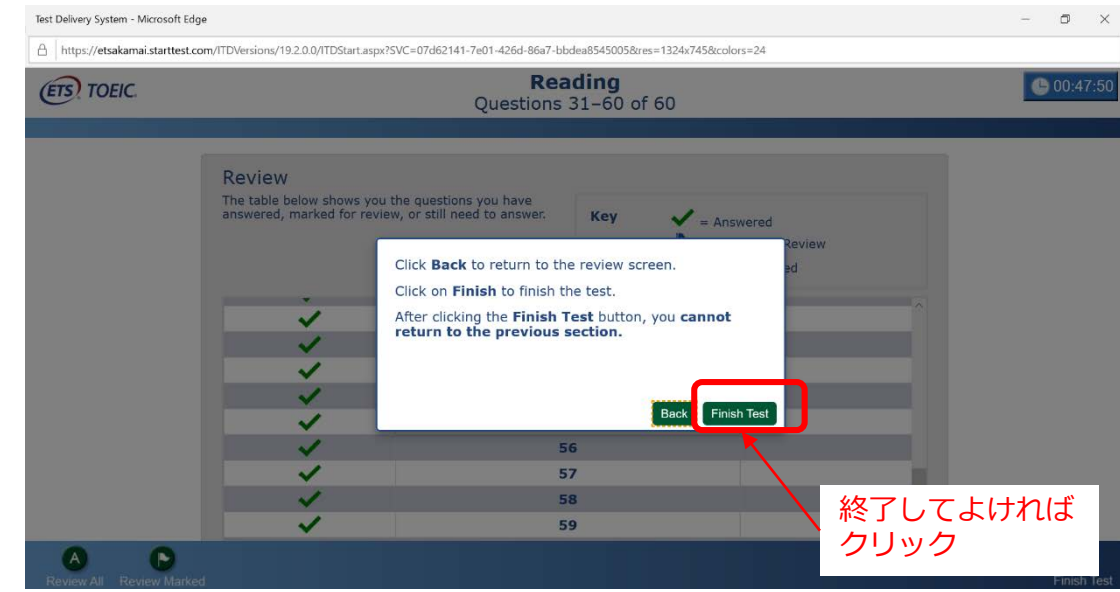 Test Delivery System - Microsoft Edge
https://etsakamai.starttest.com/ITDVersions/19.2.0.0/ITDStart.aspx?SVC=07d62141-7e01-426d-86a7-bbdea8545005&res=1324x745&colors=24
ETS TOEIC.
Reading
Questions 31–60 of 60
00:47:50
Review
The table below shows you the questions you have
answered, marked for review, or still need to answer.
Key
= Answered
Review
ed
Click Back to return to the review screen.
Click on Finish to finish the test.
After clicking the Finish Test button, you cannot
return to the previous section.
Back
Finish Test
56
57
58
59
終了してよければ
クリック
A
Review All
Review Marked
Finish Test